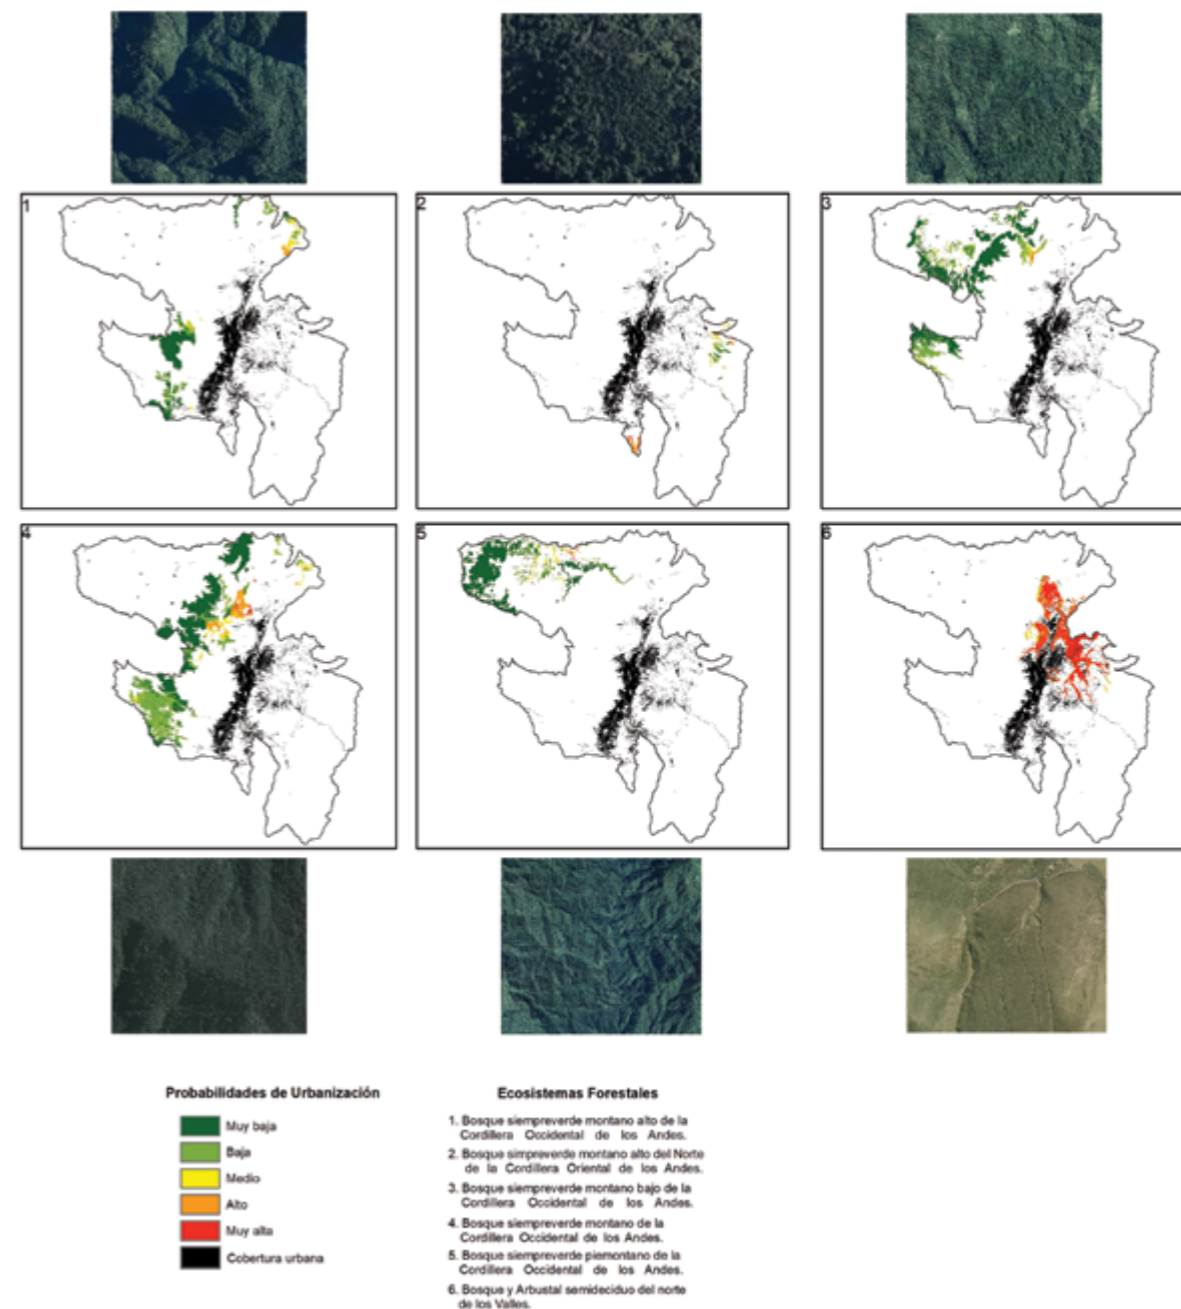 1
2
3
4
5
6
Probabilidades de Urbanización
Muy baja
Baja
Medio
Alto
Muy alta
Cobertura urbana
Ecosistemas Forestales
1. Bosque siempreverde montano alto de la
Cordillera Occidental de los Andes.
2. Bosque simpreverde montano alto del Norte
de la Cordillera Oriental de los Andes.
3. Bosque siempreverde montano bajo de la
Cordillera Occidental de los Andes.
4. Bosque siempreverde montano de la
Cordillera Occidental de los Andes.
5. Bosque siempreverde piemontano de la
Cordillera Occidental de los Andes.
6. Bosque y Arbustal semideciduo del norte
de los Valles.